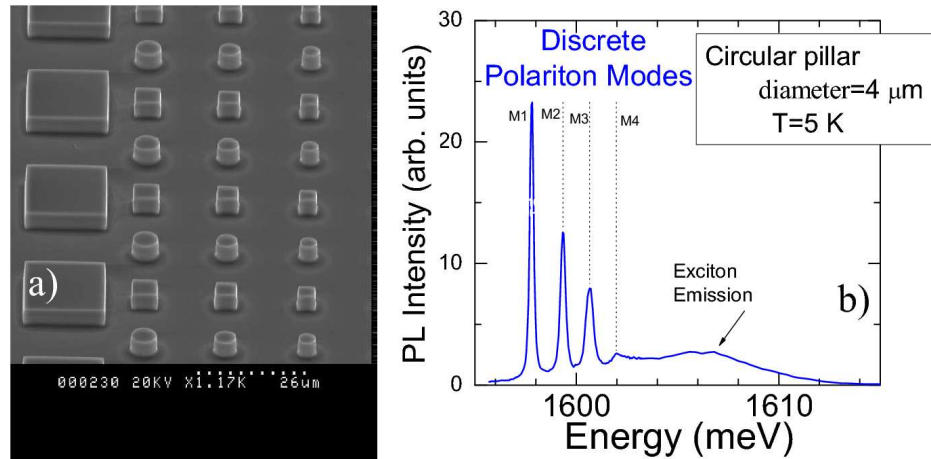 a)
000230 20KV X1.17K 26um
30
20
10
0
PL Intensity (arb. units)
Discrete
Polariton Modes
M1
M2
M3
M4
Circular pillar
diameter=4 μm
T=5 K
Exciton
Emission
b)
1600
1610
Energy (meV)